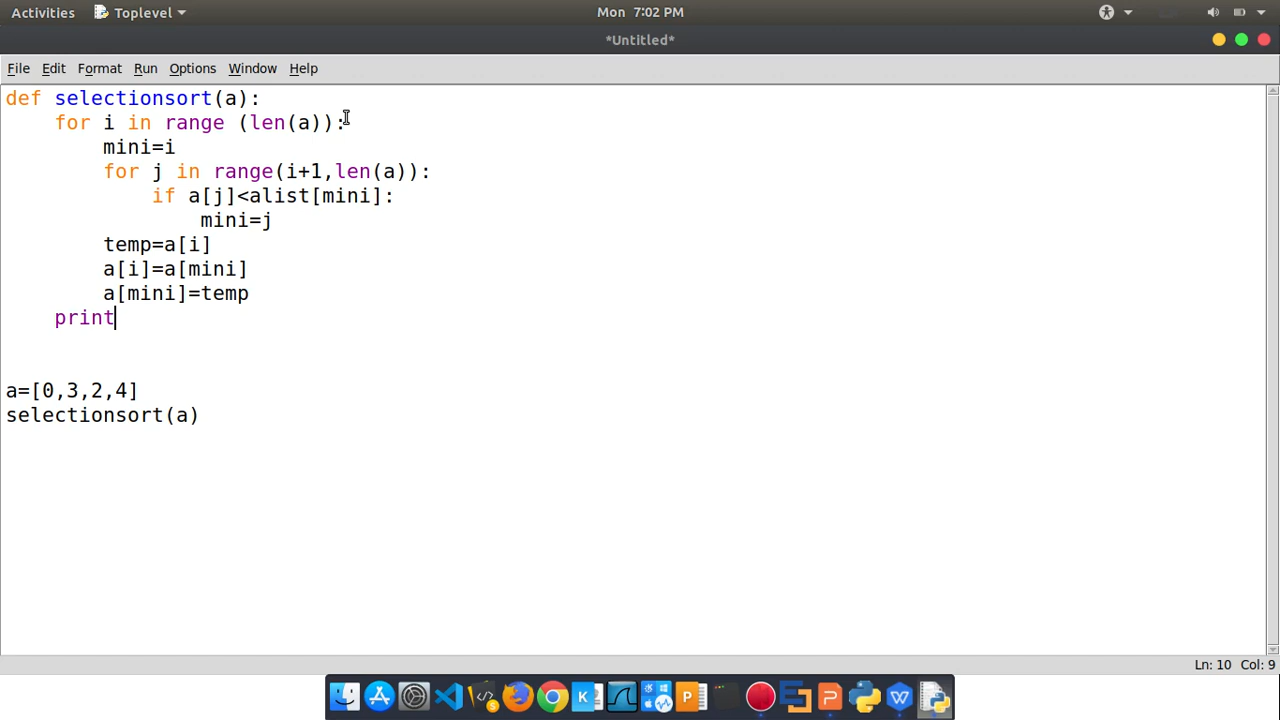 Activities Toplevel Mon 7:02 PM
*Untitled*
File Edit Format Run Options Window Help
def selectionsort(a):
    for i in range (len(a)):
        mini=i
        for j in range(i+1,len(a)):
            if a[j]<alist[mini]:
                mini=j
        temp=a[i]
        a[i]=a[mini]
        a[mini]=temp
    print
a=[0,3,2,4]
selectionsort(a)
Ln: 10 Col: 9